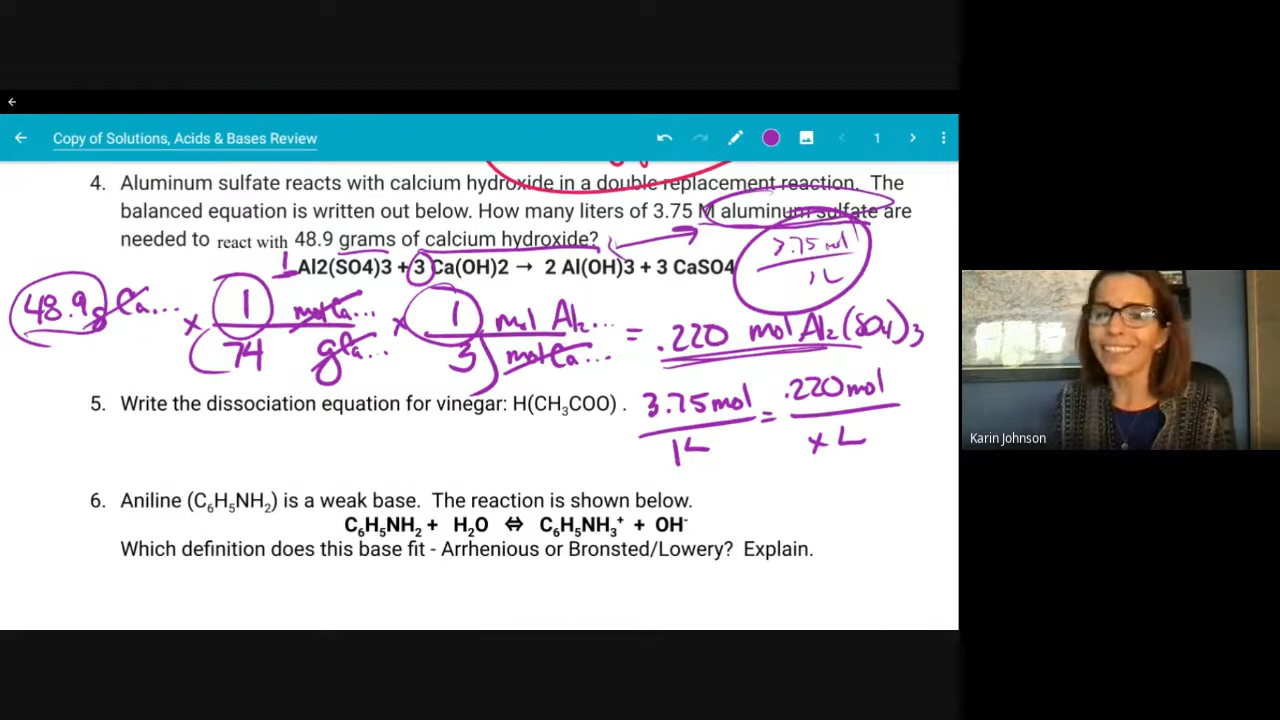 Copy of Solutions, Acids & Bases Review
1
4. Aluminum sulfate reacts with calcium hydroxide in a double replacement reaction. The
balanced equation is written out below. How many liters of 3.75 M aluminum sulfate are
needed to react with 48.9 grams of calcium hydroxide?
3.75 mol
1L
1 Al2(SO4)3 + 3 Ca(OH)2 → 2 Al(OH)3 + 3 CaSO4
48.9 g Ca... x 1 mol Ca... x 1 mol Al2... = .220 mol Al2(SO4)3
74 g Ca... 3 mol Ca...
5. Write the dissociation equation for vinegar: H(CH₃COO) .
3.75 mol = .220 mol
1L x L
Karin Johnson
6. Aniline (C₆H₅NH₂) is a weak base. The reaction is shown below.
C₆H₅NH₂ + H₂O ⇔ C₆H₅NH₃⁺ + OH⁻
Which definition does this base fit - Arrhenious or Bronsted/Lowery? Explain.